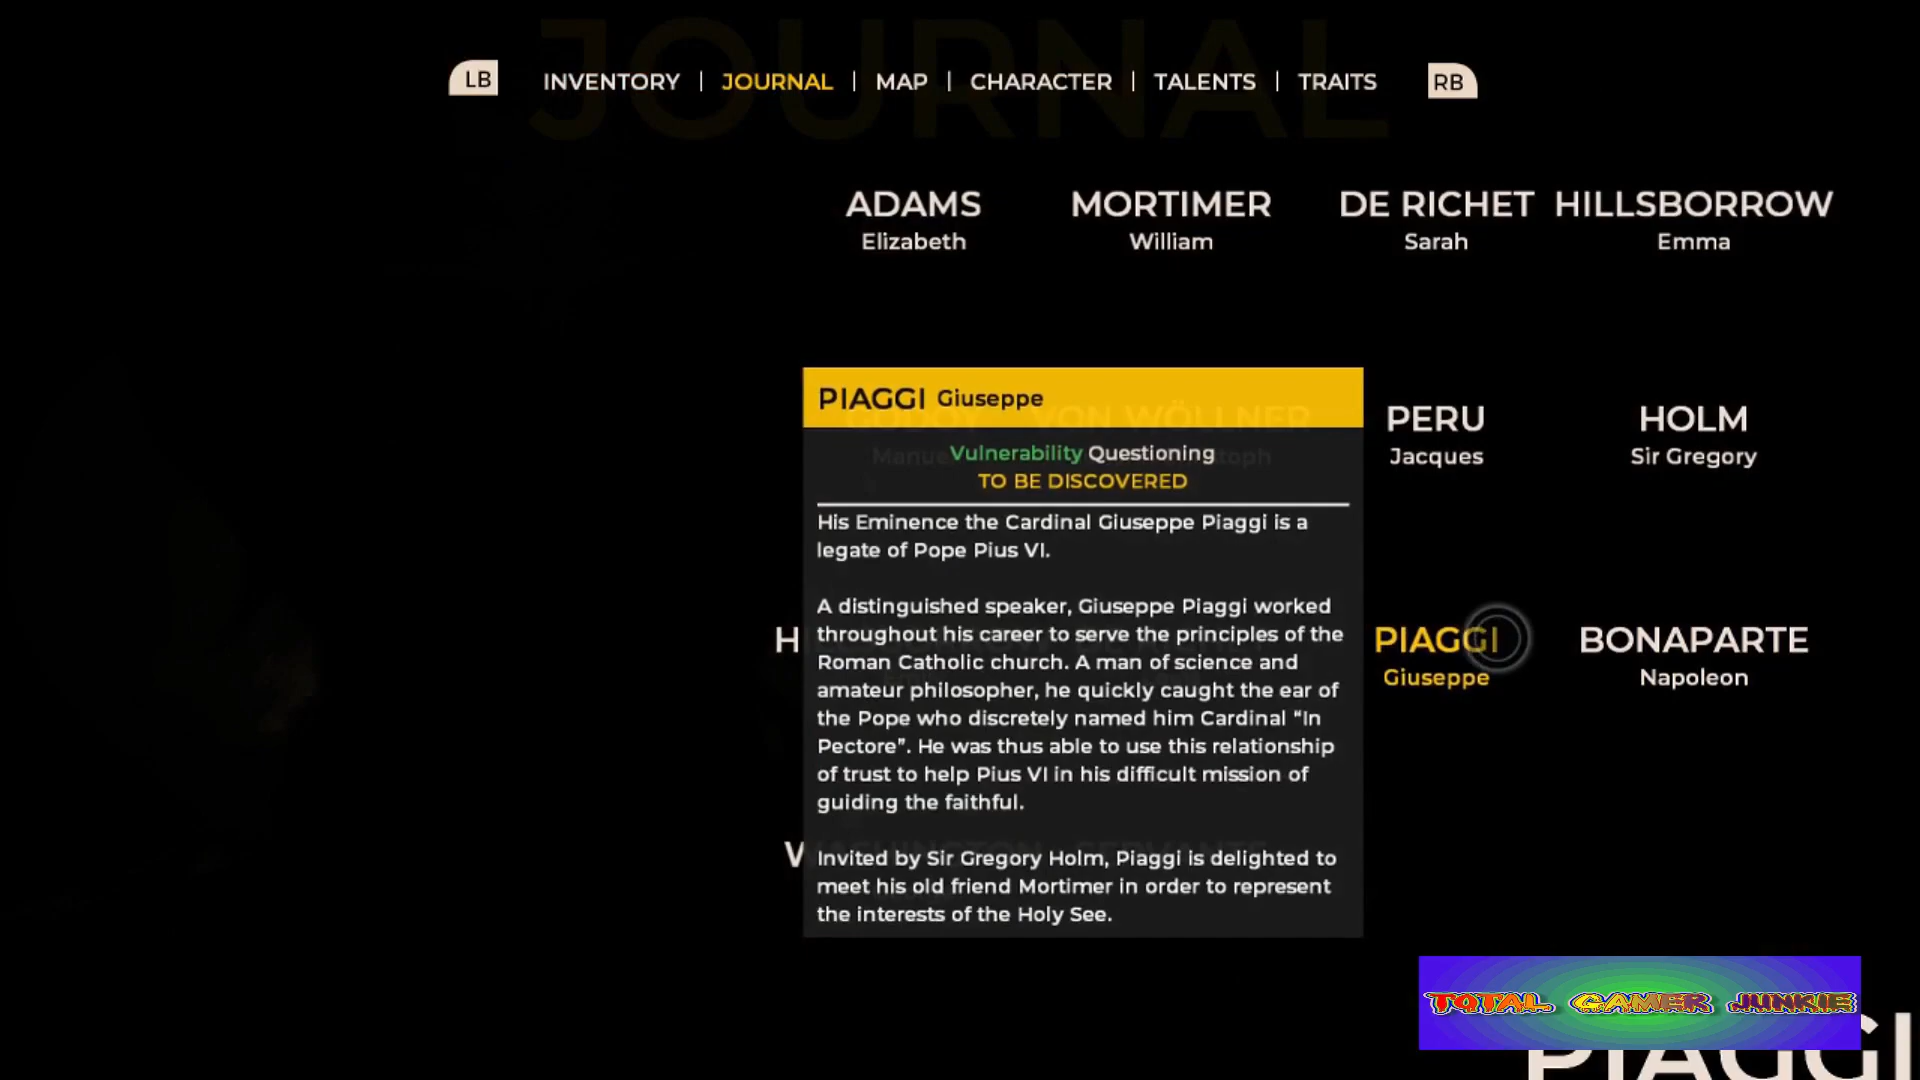 JOURNAL
LB INVENTORY | JOURNAL | MAP | CHARACTER | TALENTS | TRAITS RB
ADAMS MORTIMER DE RICHET HILLSBORROW
Elizabeth William Sarah Emma
PIAGGI Giuseppe
VON WÖLLNER PERU HOLM
Jacques Sir Gregory
Vulnerability Questioning
TO BE DISCOVERED
His Eminence the Cardinal Giuseppe Piaggi is a
legate of Pope Pius VI.
A distinguished speaker, Giuseppe Piaggi worked
throughout his career to serve the principles of the
Roman Catholic church. A man of science and
amateur philosopher, he quickly caught the ear of
the Pope who discretely named him Cardinal “In
Pectore”. He was thus able to use this relationship
of trust to help Pius VI in his difficult mission of
guiding the faithful.
Invited by Sir Gregory Holm, Piaggi is delighted to
meet his old friend Mortimer in order to represent
the interests of the Holy See.
PIAGGI BONAPARTE
Giuseppe Napoleon
TOTAL GAMER JUNKIE
PIAGGI